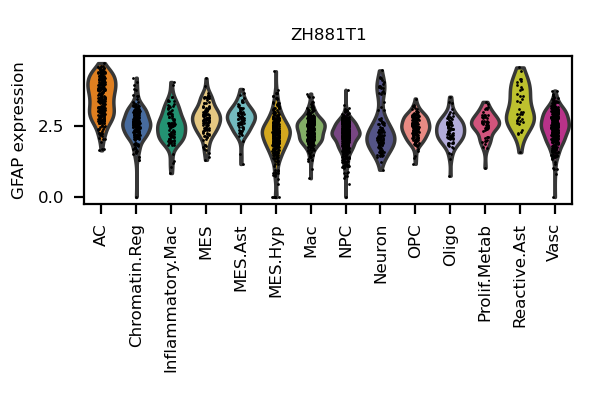 ZH881T1
GFAP expression
2.5
0.0
AC
Chromatin.Reg
Inflammatory.Mac
MES
MES.Ast
MES.Hyp
Mac
NPC
Neuron
OPC
Oligo
Prolif.Metab
Reactive.Ast
Vasc